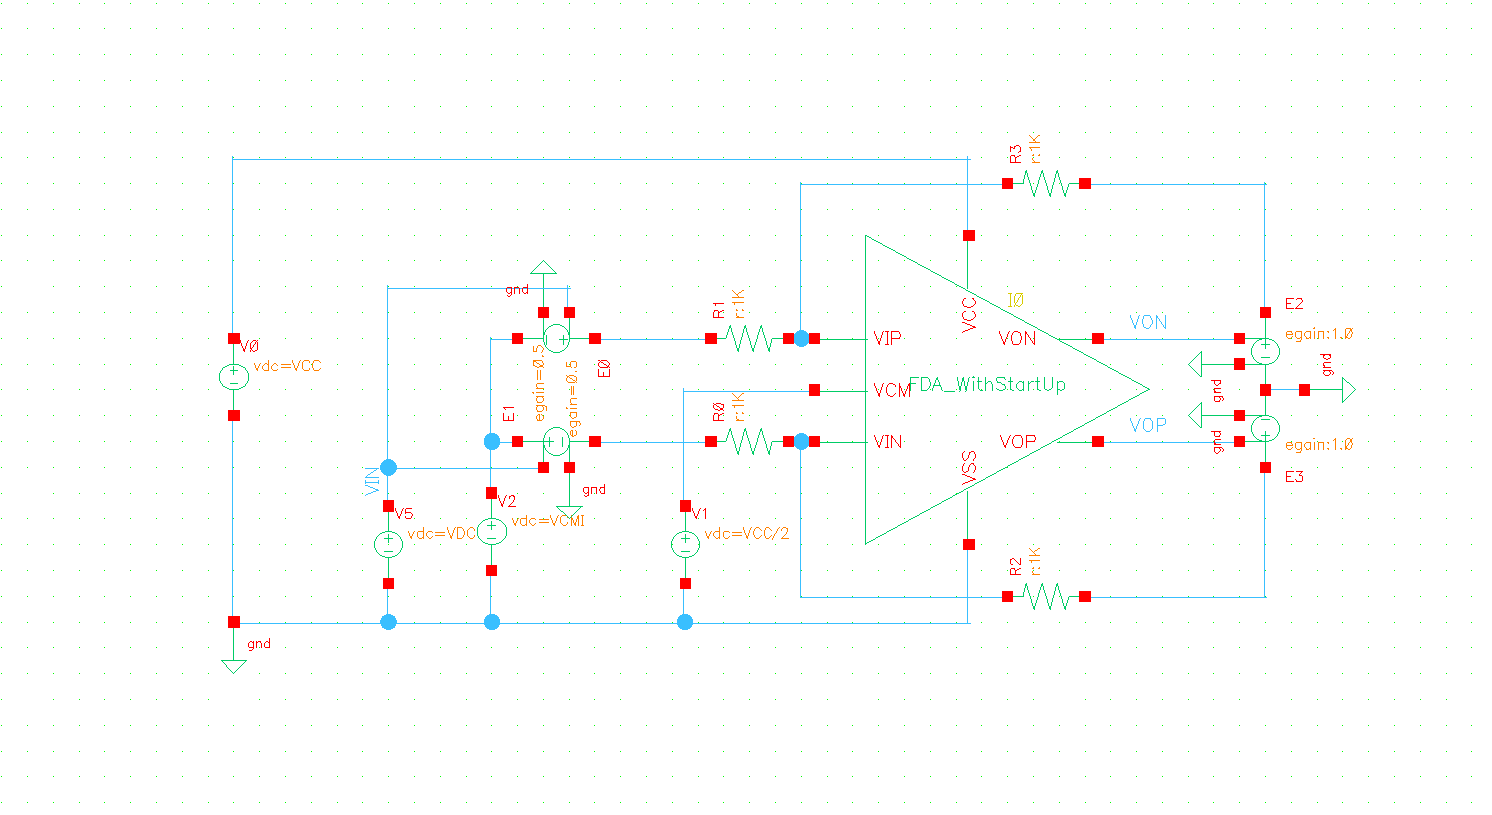 R3
r:1K
gnd
I0
VCC
V0
vdc=VCC
R1
r:1K
VIP
VON
VON
E2
egain:1.0
gnd
egain=0.5
E0
egain=0.5
E1
VCM
FDA_WithStartUp
gnd
R0
r:1K
VIN
VOP
VOP
gnd
egain:1.0
E3
VIN
VSS
gnd
V5
vdc=VDC
V2
vdc=VCMI
V1
vdc=VCC/2
R2
r:1K
gnd